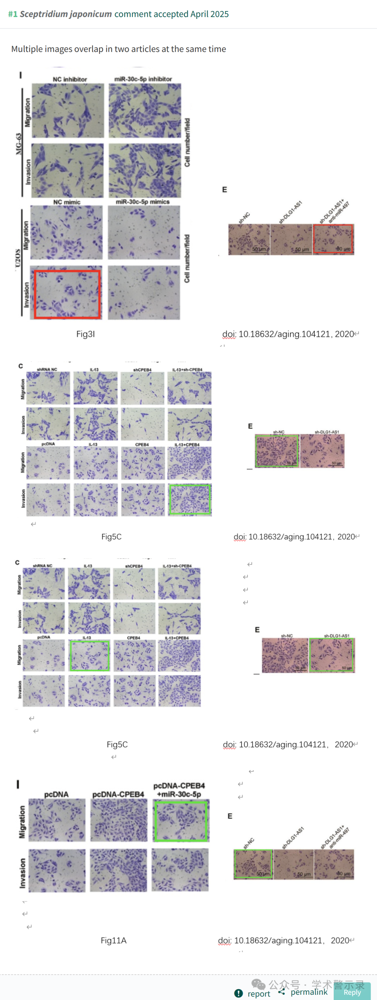 #1 Sceptridium japonicum comment accepted April 2025
Multiple images overlap in two articles at the same time
I
NC inhibitor miR-30c-5p inhibitor
MG-63
Migration
Cell number/field
Invasion
NC mimic miR-30c-5p mimics
U2OS
Migration
Cell number/field
Invasion
E
sh-NC
sh-DLG1-AS1
sh-DLG1-AS1+
anti-miR-497
50 μm 50 μm 50 μm
Fig3I
doi: 10.18632/aging.104121, 2020
C
shRNA NC IL-13 shCPEB4 IL-13+sh-CPEB4
Migration
Invasion
pcDNA IL-13 CPEB4 IL-13+CPEB4
Migration
Invasion
E
sh-NC sh-DLG1-AS1
50 μm 50 μm
Fig5C
doi: 10.18632/aging.104121, 2020
C
shRNA NC IL-13 shCPEB4 IL-13+sh-CPEB4
Migration
Invasion
pcDNA IL-13 CPEB4 IL-13+CPEB4
Migration
Invasion
E
sh-NC sh-DLG1-AS1
50 μm 50 μm
Fig5C
doi: 10.18632/aging.104121, 2020
I
pcDNA pcDNA-CPEB4 pcDNA-CPEB4
+miR-30c-5p
Migration
Invasion
E
sh-NC
sh-DLG1-AS1
sh-DLG1-AS1+
anti-miR-497
50 μm 50 μm 50 μm
Fig11A
doi: 10.18632/aging.104121, 2020
公众号 · 学术警示录
report permalink Reply